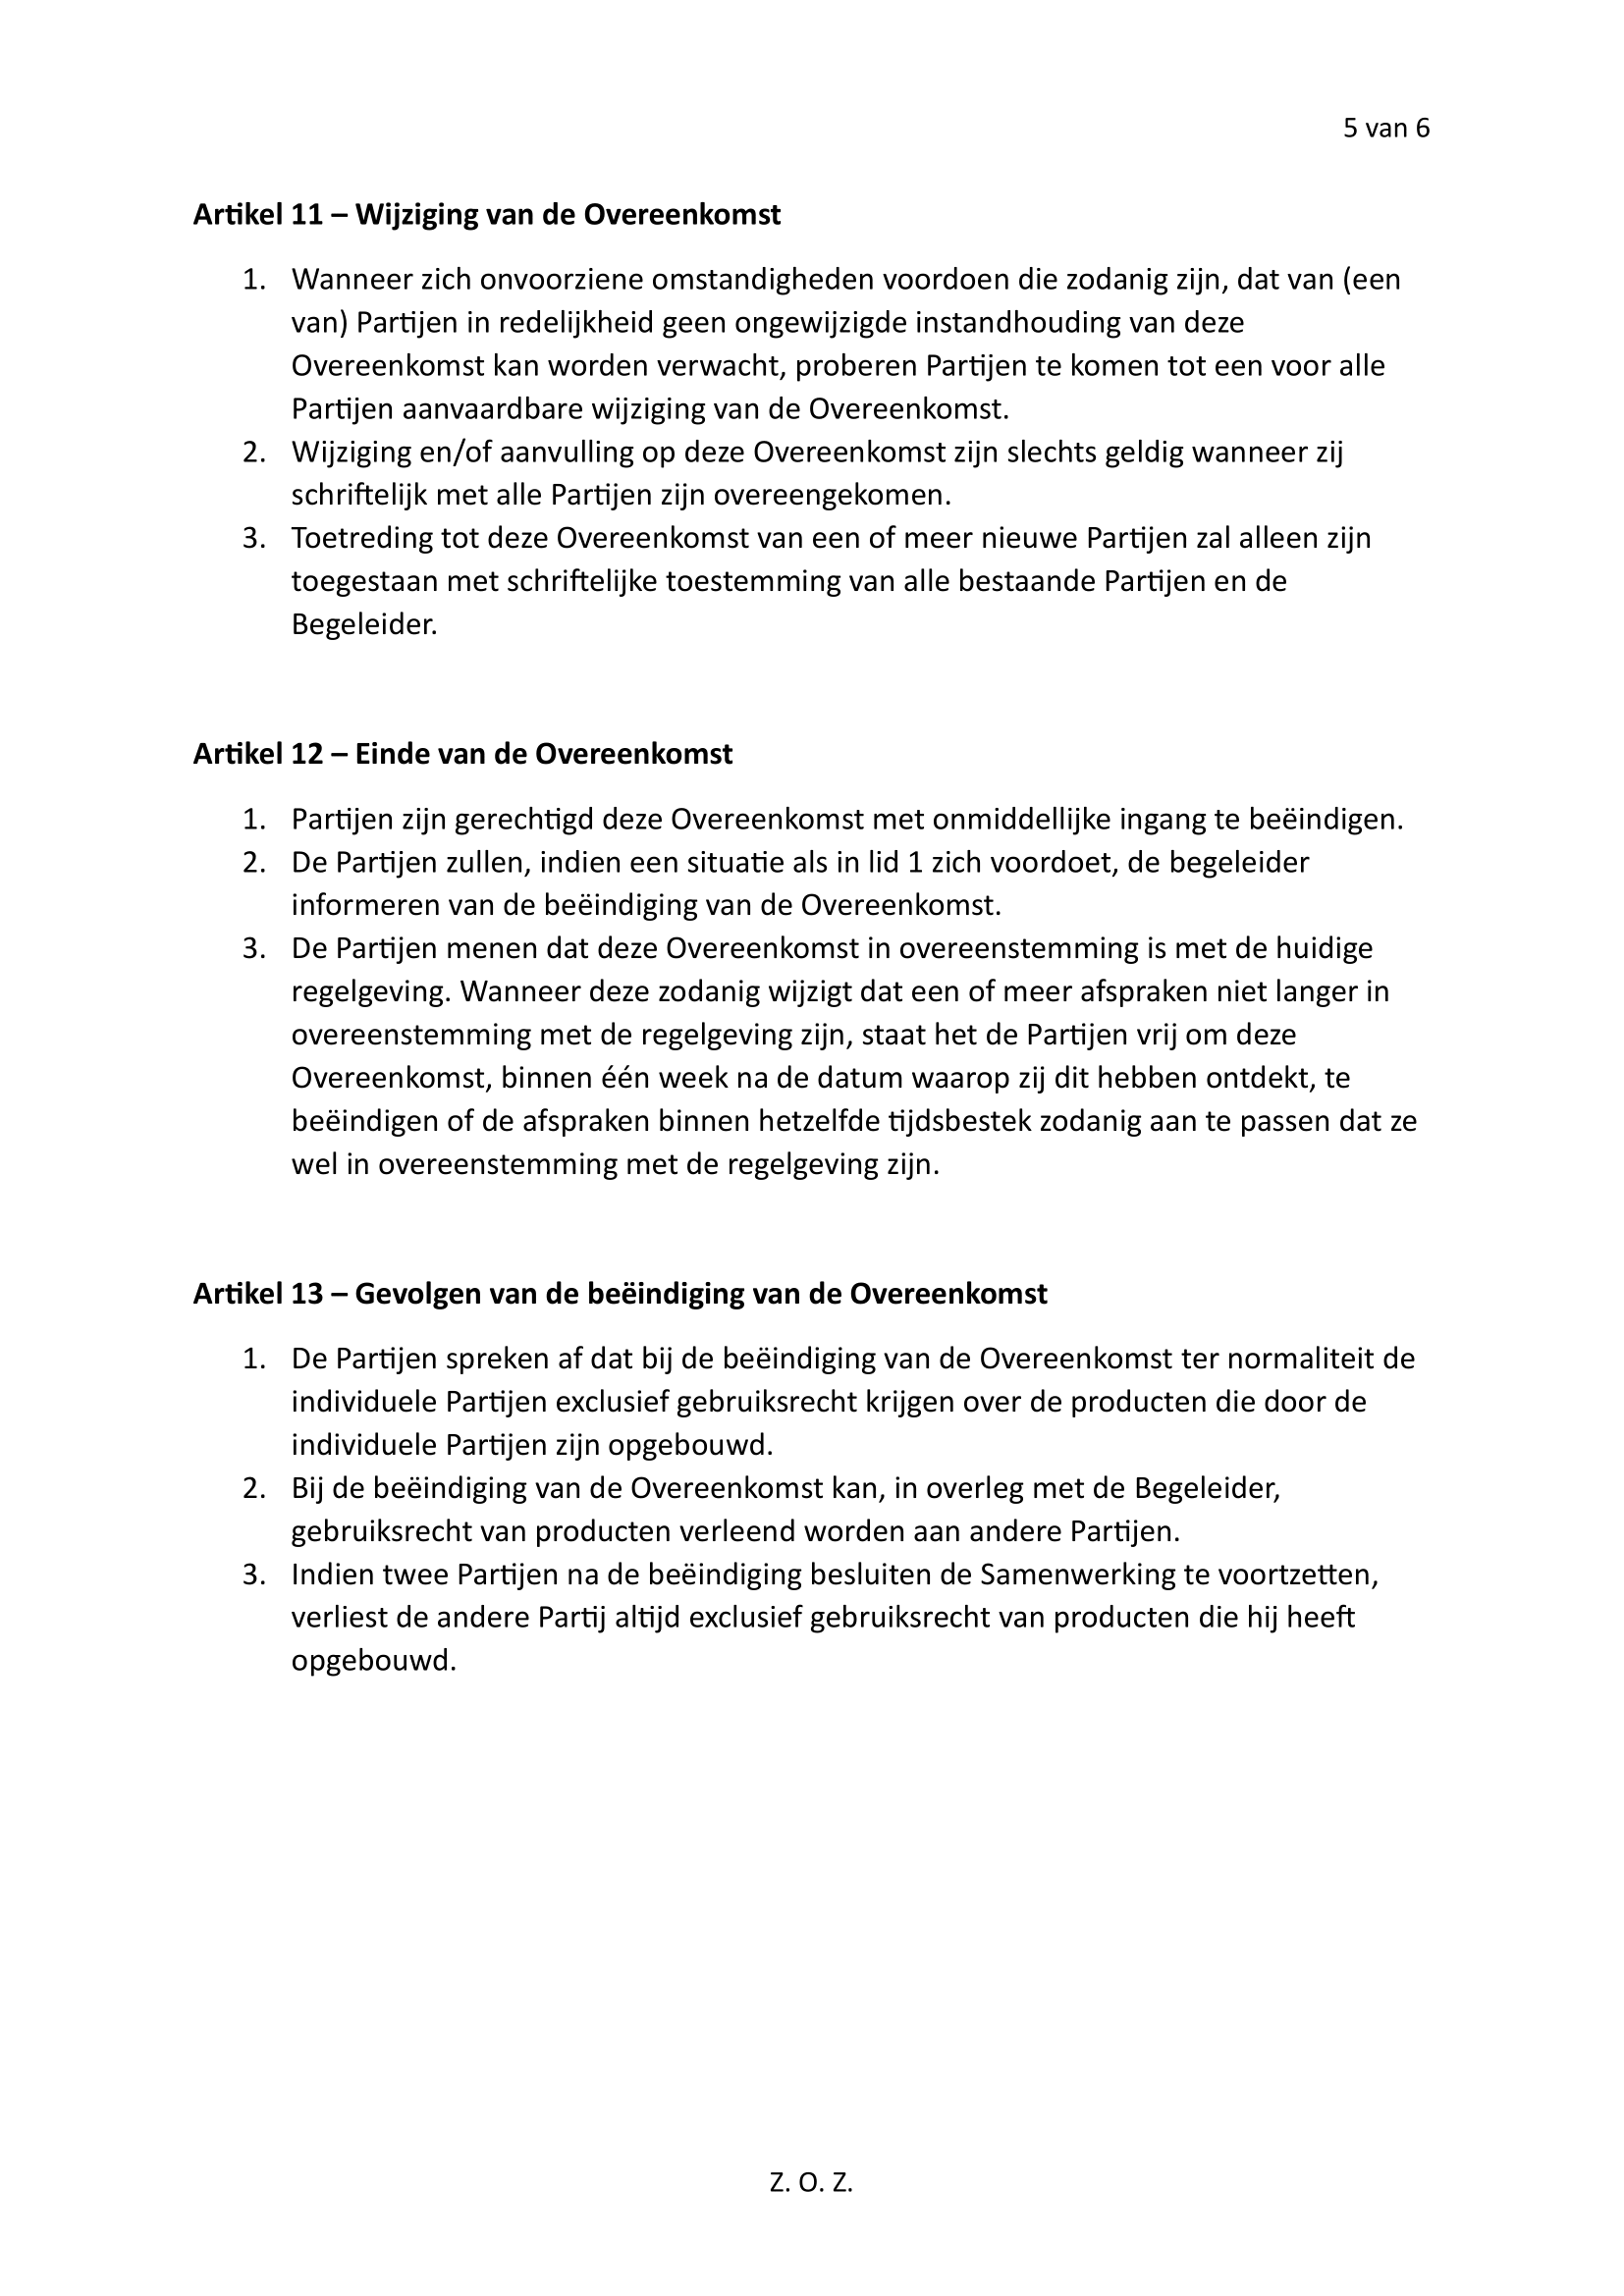 5 van 6
Artikel 11 – Wijziging van de Overeenkomst
1. Wanneer zich onvoorziene omstandigheden voordoen die zodanig zijn, dat van (een
van) Partijen in redelijkheid geen ongewijzigde instandhouding van deze
Overeenkomst kan worden verwacht, proberen Partijen te komen tot een voor alle
Partijen aanvaardbare wijziging van de Overeenkomst.
2. Wijziging en/of aanvulling op deze Overeenkomst zijn slechts geldig wanneer zij
schriftelijk met alle Partijen zijn overeengekomen.
3. Toetreding tot deze Overeenkomst van een of meer nieuwe Partijen zal alleen zijn
toegestaan met schriftelijke toestemming van alle bestaande Partijen en de
Begeleider.
Artikel 12 – Einde van de Overeenkomst
1. Partijen zijn gerechtigd deze Overeenkomst met onmiddellijke ingang te beëindigen.
2. De Partijen zullen, indien een situatie als in lid 1 zich voordoet, de begeleider
informeren van de beëindiging van de Overeenkomst.
3. De Partijen menen dat deze Overeenkomst in overeenstemming is met de huidige
regelgeving. Wanneer deze zodanig wijzigt dat een of meer afspraken niet langer in
overeenstemming met de regelgeving zijn, staat het de Partijen vrij om deze
Overeenkomst, binnen één week na de datum waarop zij dit hebben ontdekt, te
beëindigen of de afspraken binnen hetzelfde tijdsbestek zodanig aan te passen dat ze
wel in overeenstemming met de regelgeving zijn.
Artikel 13 – Gevolgen van de beëindiging van de Overeenkomst
1. De Partijen spreken af dat bij de beëindiging van de Overeenkomst ter normaliteit de
individuele Partijen exclusief gebruiksrecht krijgen over de producten die door de
individuele Partijen zijn opgebouwd.
2. Bij de beëindiging van de Overeenkomst kan, in overleg met de Begeleider,
gebruiksrecht van producten verleend worden aan andere Partijen.
3. Indien twee Partijen na de beëindiging besluiten de Samenwerking te voortzetten,
verliest de andere Partij altijd exclusief gebruiksrecht van producten die hij heeft
opgebouwd.
Z. O. Z.